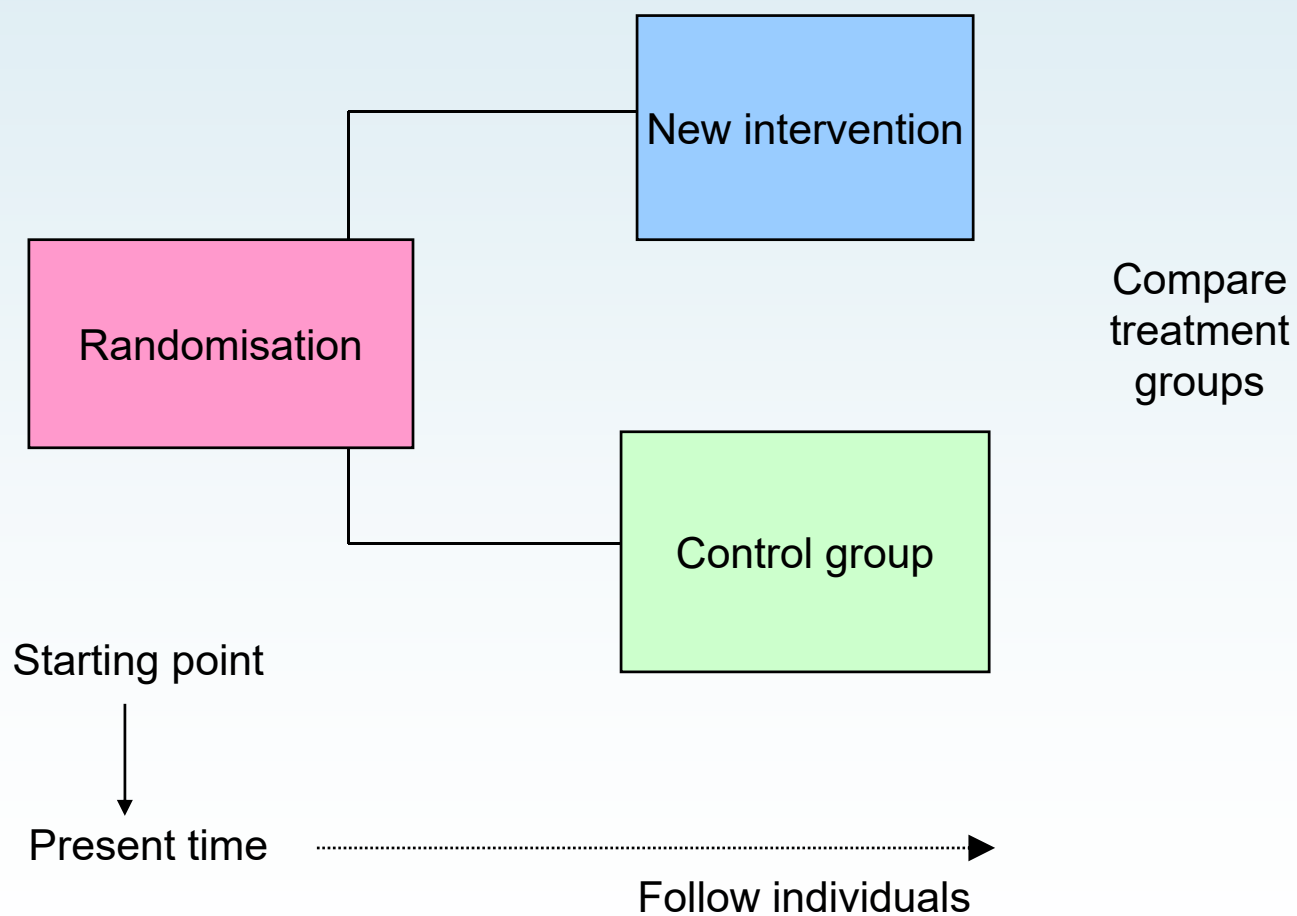 New intervention
Randomisation
Compare
treatment
groups
Control group
Starting point
Present time
Follow individuals